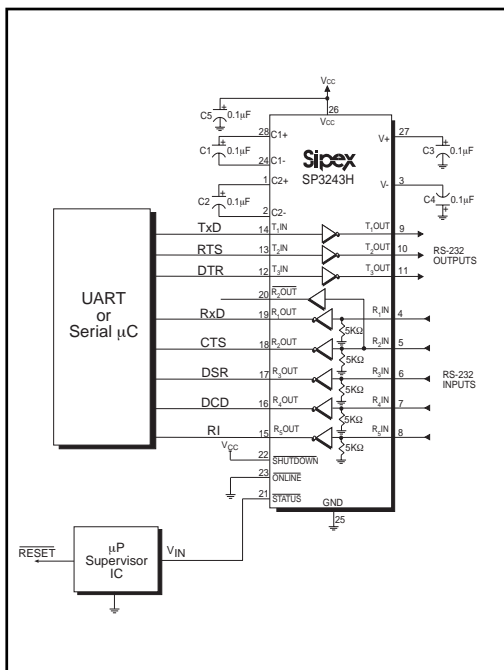 VCC
C5 + 0.1µF
26
VCC
28 C1+
C1 + 0.1µF
24 C1-
1 C2+
C2 + 0.1µF
2 C2-
Sipex
SP3243H
V+ 27
C3 + 0.1µF
V- 3
C4 + 0.1µF
UART
or
Serial µC
TxD 14 T1IN T1OUT 9
RTS 13 T2IN T2OUT 10
DTR 12 T3IN T3OUT 11
RS-232
OUTPUTS
20 R2OUT
RxD 19 R1OUT R1IN 4
5KΩ
CTS 18 R2OUT R2IN 5
5KΩ
DSR 17 R3OUT R3IN 6
5KΩ
DCD 16 R4OUT R4IN 7
5KΩ
RI 15 R5OUT R5IN 8
5KΩ
RS-232
INPUTS
VCC
22 SHUTDOWN
23 ONLINE
21 STATUS
GND
25
RESET
µP
Supervisor
IC
VIN